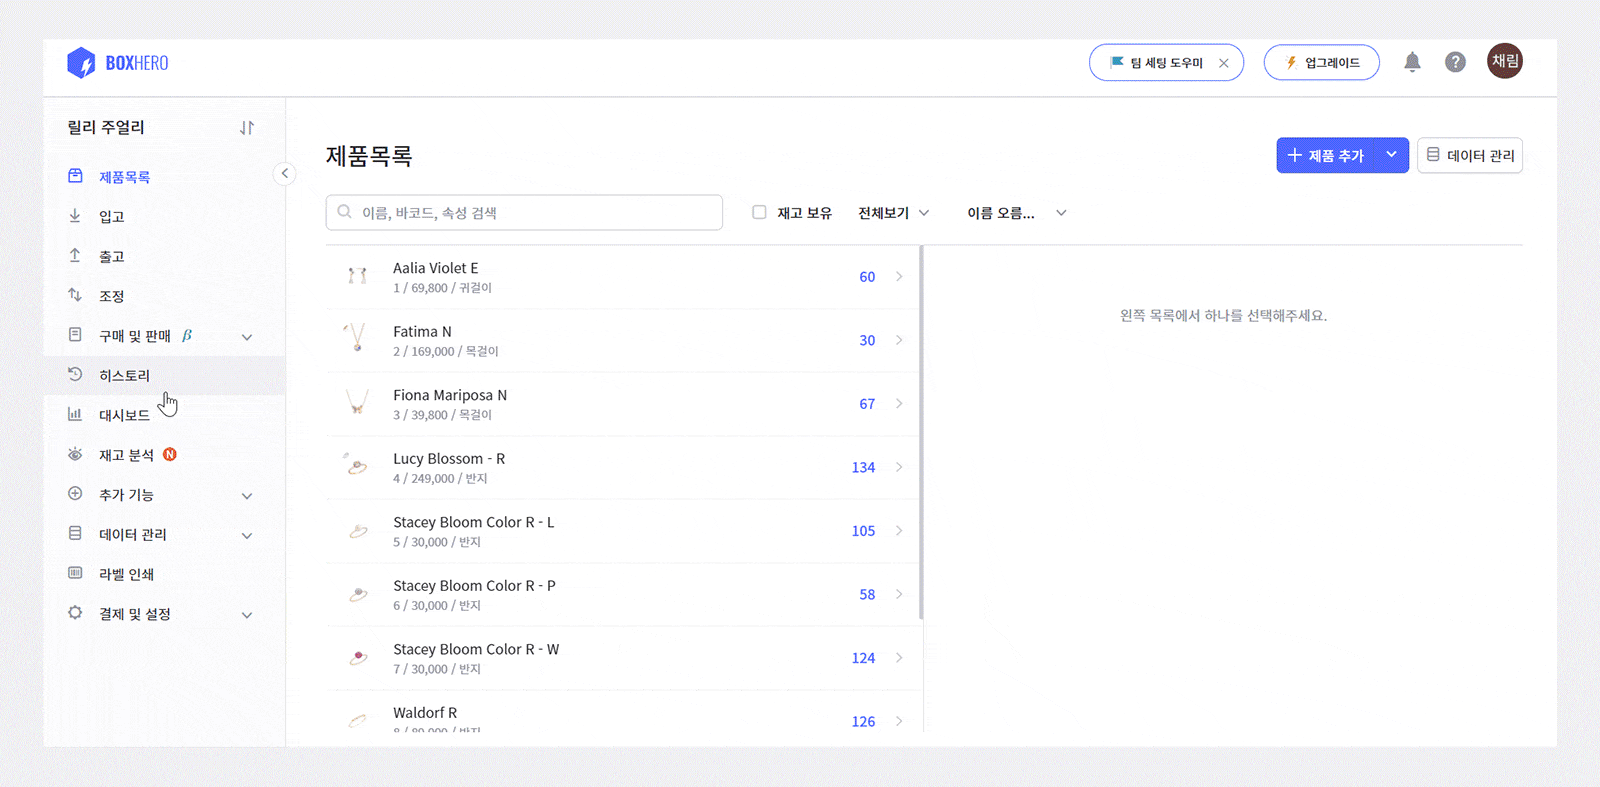 BOXHERO
팀 세팅 도우미
업그레이드
?
채림
릴리 주얼리
제품목록
입고
출고
조정
구매 및 판매 β
히스토리
대시보드
재고 분석 N
추가 기능
데이터 관리
라벨 인쇄
결제 및 설정
제품목록
제품 추가
데이터 관리
이름, 바코드, 속성 검색
재고 보유
전체보기
이름 오름...
Aalia Violet E
1 / 69,800 / 귀걸이
60
Fatima N
2 / 169,000 / 목걸이
30
Fiona Mariposa N
3 / 39,800 / 목걸이
67
Lucy Blossom - R
4 / 249,000 / 반지
134
Stacey Bloom Color R - L
5 / 30,000 / 반지
105
Stacey Bloom Color R - P
6 / 30,000 / 반지
58
Stacey Bloom Color R - W
7 / 30,000 / 반지
124
Waldorf R
126
왼쪽 목록에서 하나를 선택해주세요.